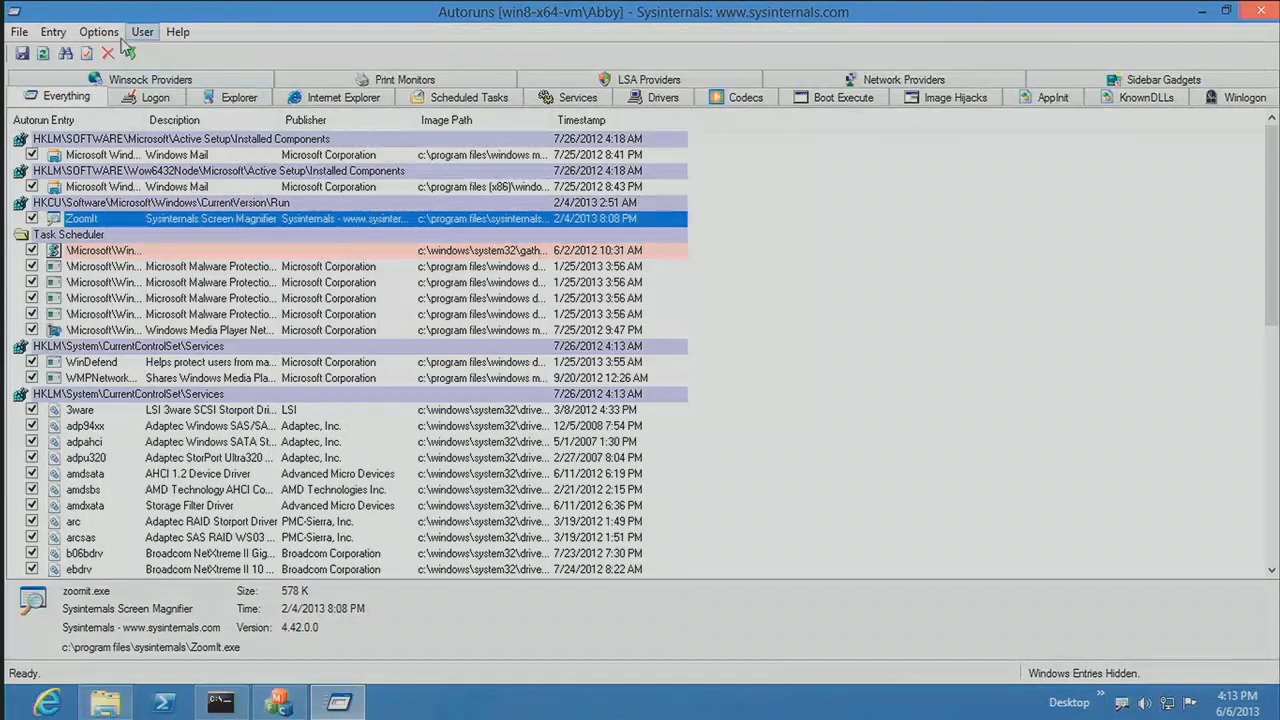 Autoruns [win8-x64-vm\Abby] - Sysinternals: www.sysinternals.com
File Entry Options User Help
Winsock Providers Print Monitors LSA Providers Network Providers Sidebar Gadgets
Everything Logon Explorer Internet Explorer Scheduled Tasks Services Drivers Codecs Boot Execute Image Hijacks AppInit KnownDLLs Winlogon
Autorun Entry Description Publisher Image Path Timestamp
HKLM\SOFTWARE\Microsoft\Active Setup\Installed Components 7/26/2012 4:18 AM
Microsoft Wind... Windows Mail Microsoft Corporation c:\program files\windows m... 7/25/2012 8:41 PM
HKLM\SOFTWARE\Wow6432Node\Microsoft\Active Setup\Installed Components 7/26/2012 4:18 AM
Microsoft Wind... Windows Mail Microsoft Corporation c:\program files (x86)\windo... 7/25/2012 8:43 PM
HKCU\Software\Microsoft\Windows\CurrentVersion\Run 2/4/2013 2:51 AM
ZoomIt Sysinternals Screen Magnifier Sysinternals - www.sysinter... c:\program files\sysinternals... 2/4/2013 8:08 PM
Task Scheduler
\Microsoft\Win... c:\windows\system32\gath... 6/2/2012 10:31 AM
\Microsoft\Win... Microsoft Malware Protectio... Microsoft Corporation c:\program files\windows d... 1/25/2013 3:56 AM
\Microsoft\Win... Microsoft Malware Protectio... Microsoft Corporation c:\program files\windows d... 1/25/2013 3:56 AM
\Microsoft\Win... Microsoft Malware Protectio... Microsoft Corporation c:\program files\windows d... 1/25/2013 3:56 AM
\Microsoft\Win... Microsoft Malware Protectio... Microsoft Corporation c:\program files\windows d... 1/25/2013 3:56 AM
\Microsoft\Win... Windows Media Player Net... Microsoft Corporation c:\program files\windows m... 7/25/2012 9:47 PM
HKLM\System\CurrentControlSet\Services 7/26/2012 4:13 AM
WinDefend Helps protect users from ma... Microsoft Corporation c:\program files\windows d... 1/25/2013 3:55 AM
WMPNetwork... Shares Windows Media Pla... Microsoft Corporation c:\program files\windows m... 9/20/2012 12:26 AM
HKLM\System\CurrentControlSet\Services 7/26/2012 4:13 AM
3ware LSI 3ware SCSI Storport Dri... LSI c:\windows\system32\drive... 3/8/2012 4:33 PM
adp94xx Adaptec Windows SAS/SA... Adaptec, Inc. c:\windows\system32\drive... 12/5/2008 7:54 PM
adpahci Adaptec Windows SATA St... Adaptec, Inc. c:\windows\system32\drive... 5/1/2007 1:30 PM
adpu320 Adaptec StorPort Ultra320 ... Adaptec, Inc. c:\windows\system32\drive... 2/27/2007 8:04 PM
amdsata AHCI 1.2 Device Driver Advanced Micro Devices c:\windows\system32\drive... 6/11/2012 6:19 PM
amdsbs AMD Technology AHCI Co... AMD Technologies Inc. c:\windows\system32\drive... 2/21/2012 2:15 PM
amdxata Storage Filter Driver Advanced Micro Devices c:\windows\system32\drive... 6/11/2012 6:36 PM
arc Adaptec RAID Storport Driver PMC-Sierra, Inc. c:\windows\system32\drive... 3/19/2012 1:49 PM
arcsas Adaptec SAS RAID WS03 ... PMC-Sierra, Inc. c:\windows\system32\drive... 3/19/2012 1:51 PM
b06bdrv Broadcom NetXtreme II Gig... Broadcom Corporation c:\windows\system32\drive... 7/23/2012 7:30 PM
ebdrv Broadcom NetXtreme II 10 ... Broadcom Corporation c:\windows\system32\drive... 7/24/2012 8:22 AM
zoomit.exe Size: 578 K
Sysinternals Screen Magnifier Time: 2/4/2013 8:08 PM
Sysinternals - www.sysinternals.com Version: 4.42.0.0
c:\program files\sysinternals\ZoomIt.exe
Ready. Windows Entries Hidden.
Desktop 4:13 PM
6/6/2013